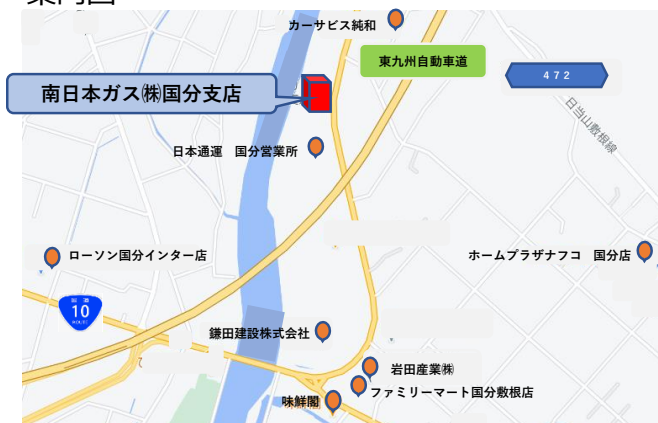 案内図
カーサビス純和
東九州自動車道
472
南日本ガス㈱国分支店
日当山敷根線
日本通運　国分営業所
ローソン国分インター店
ホームプラザナフコ　国分店
国道
10
ROUTE
鎌田建設株式会社
岩田産業㈱
ファミリーマート国分敷根店
味鮮閣